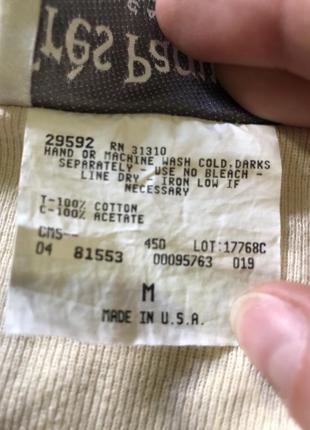 Très
29592 RN 31310
HAND OR MACHINE WASH COLD, DARKS
SEPARATELY - USE NO BLEACH -
LINE DRY - IRON LOW IF
NECESSARY
T-100% COTTON
C-100% ACETATE
CMS--
450 LOT:17768C
04 81553 00095763 019
M
MADE IN U.S.A.